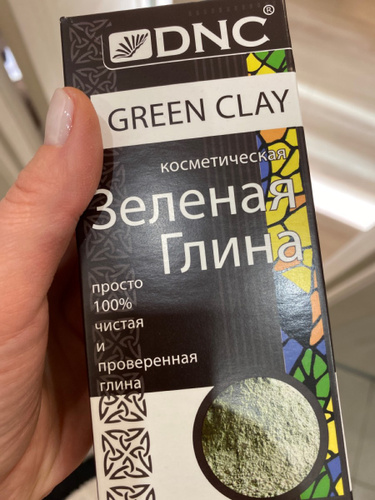 DNC®
GREEN CLAY
косметическая
Зеленая
Глина
просто
100%
чистая
и
проверенная
глина